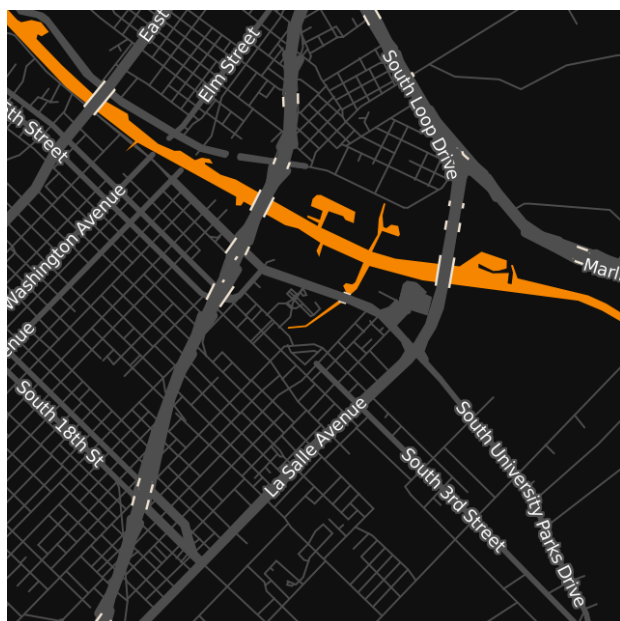 East
Elm Street
South Loop Drive
5th Street
Washington Avenue
Marl
enue
South 18th St
La Salle Avenue
South University Parks Drive
South 3rd Street